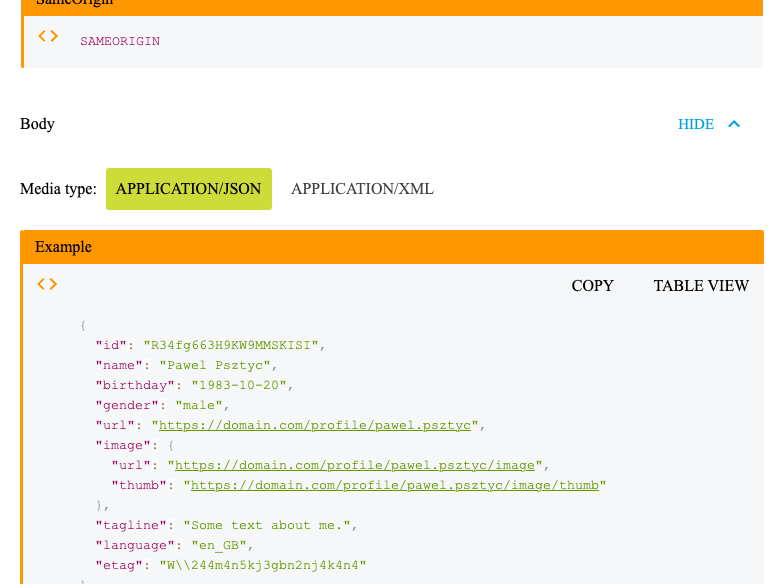 SameOrigin
SAMEORIGIN
Body
HIDE
Media type: APPLICATION/JSON APPLICATION/XML
Example
COPY TABLE VIEW
{
"id": "R34fg663H9KW9MMSKISI",
"name": "Pawel Psztyc",
"birthday": "1983-10-20",
"gender": "male",
"url": "https://domain.com/profile/pawel.psztyc",
"image": {
"url": "https://domain.com/profile/pawel.psztyc/image",
"thumb": "https://domain.com/profile/pawel.psztyc/image/thumb"
},
"tagline": "Some text about me.",
"language": "en_GB",
"etag": "W\\244m4n5kj3gbn2nj4k4n4"
}